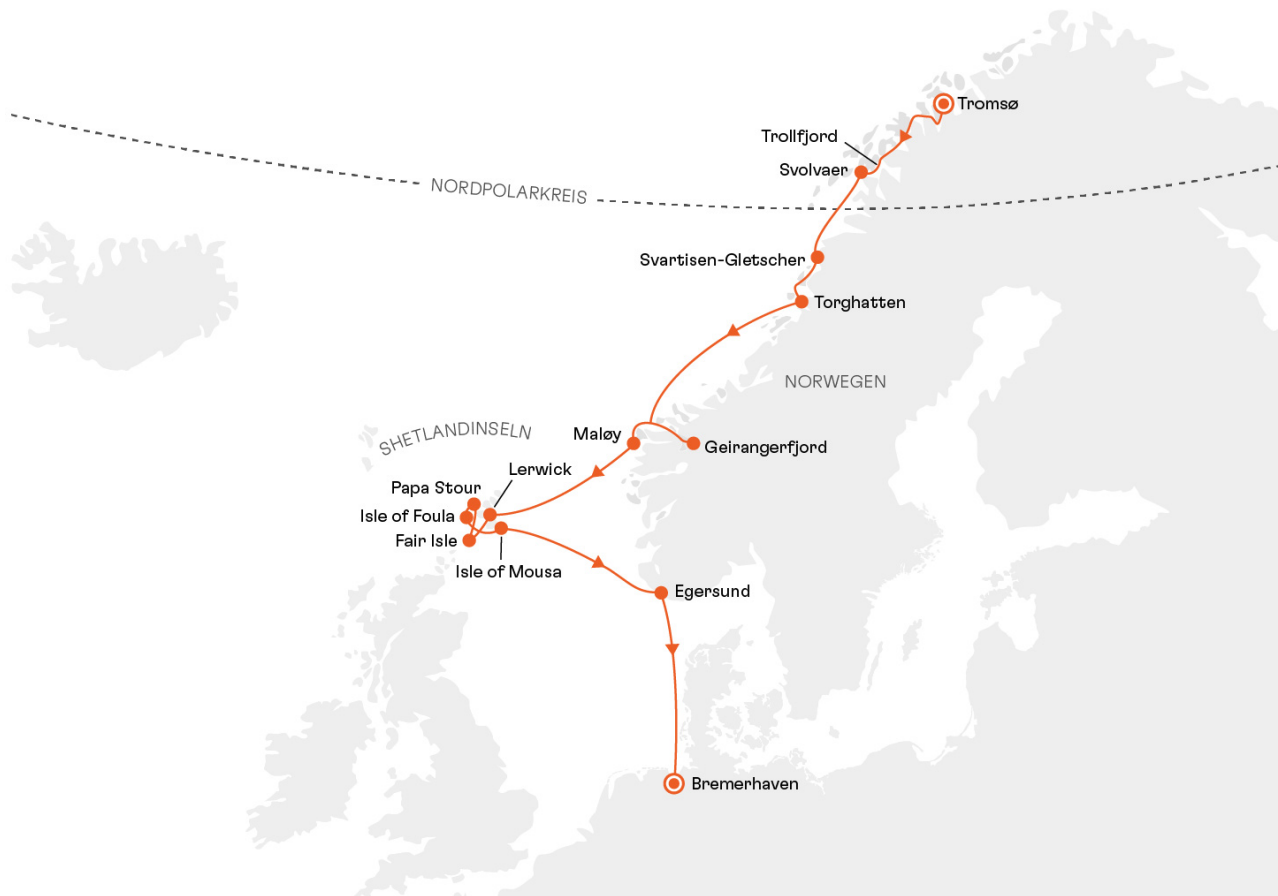 Tromsø
Trollfjord
Svolvaer
NORDPOLARKREIS
Svartisen-Gletscher
Torghatten
NORWEGEN
SHETLANDINSELN
Maløy
Geirangerfjord
Lerwick
Papa Stour
Isle of Foula
Fair Isle
Isle of Mousa
Egersund
Bremerhaven